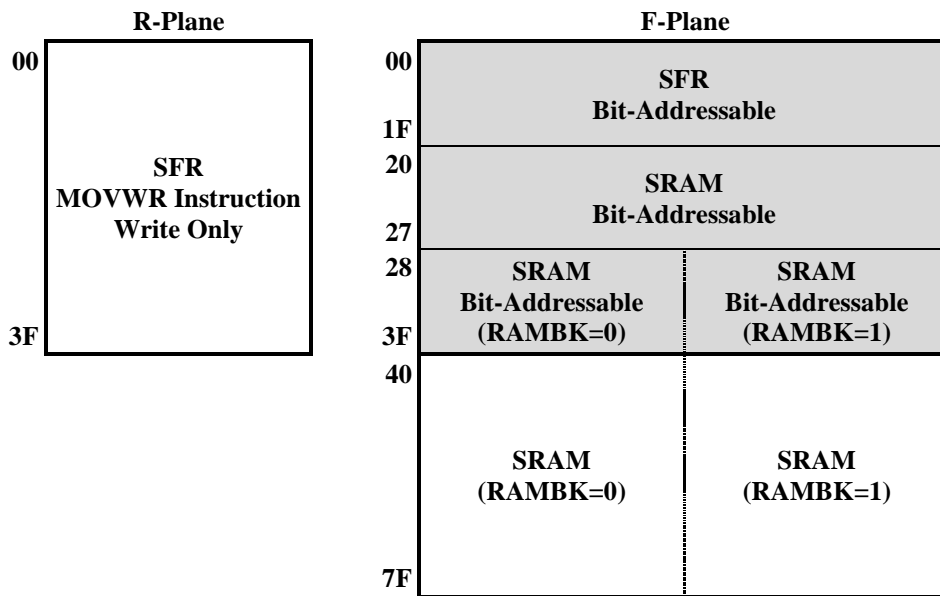 R-Plane
00
SFR
MOVWR Instruction
Write Only
3F
F-Plane
00
SFR
Bit-Addressable
1F
20
SRAM
Bit-Addressable
27
28
SRAM
Bit-Addressable
(RAMBK=0)
SRAM
Bit-Addressable
(RAMBK=1)
3F
40
SRAM
(RAMBK=0)
SRAM
(RAMBK=1)
7F